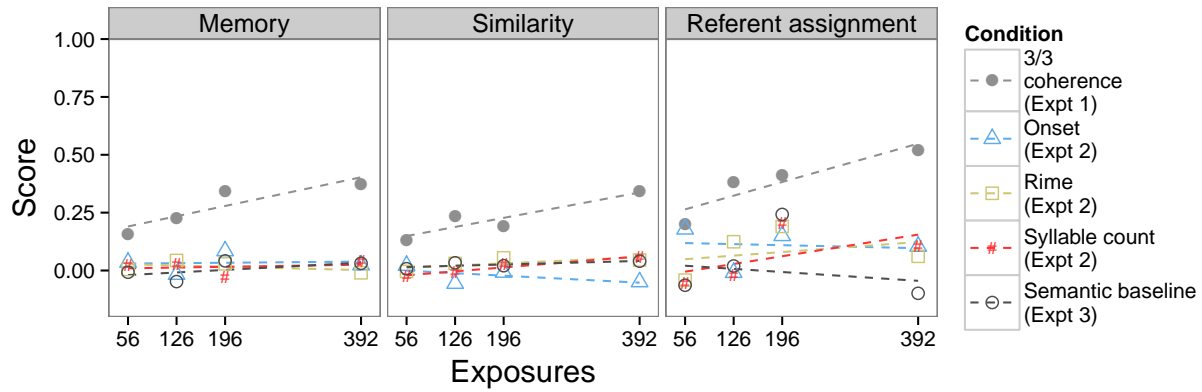 Memory
Similarity
Referent assignment
1.00
0.75
0.50
0.25
0.00
Score
56 126 196 392
56 126 196 392
56 126 196 392
Exposures
Condition
3/3
coherence
(Expt 1)
Onset
(Expt 2)
Rime
(Expt 2)
# Syllable count
(Expt 2)
Semantic baseline
(Expt 3)